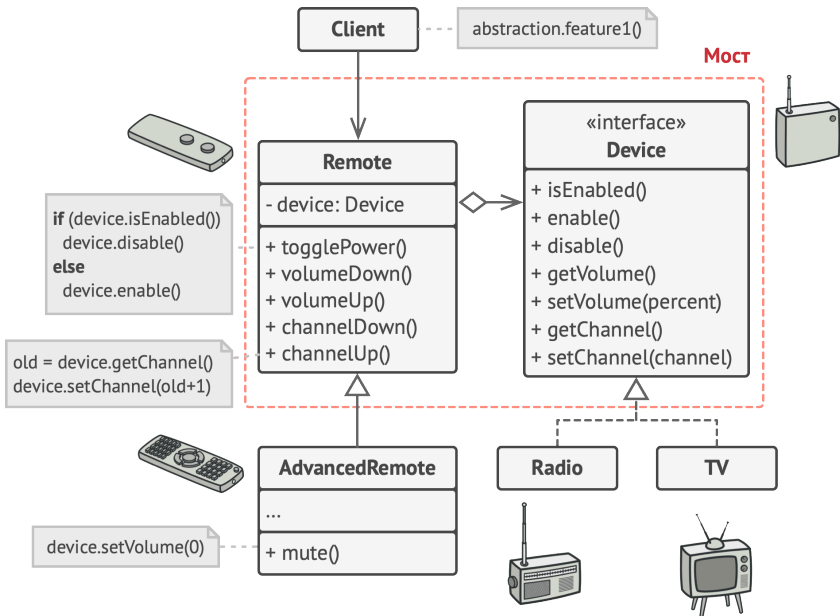 Client
abstraction.feature1()
Мост
Remote
- device: Device
+ togglePower()
+ volumeDown()
+ volumeUp()
+ channelDown()
+ channelUp()
«interface»
Device
+ isEnabled()
+ enable()
+ disable()
+ getVolume()
+ setVolume(percent)
+ getChannel()
+ setChannel(channel)
if (device.isEnabled())
device.disable()
else
device.enable()
old = device.getChannel()
device.setChannel(old+1)
AdvancedRemote
...
+ mute()
device.setVolume(0)
Radio
TV